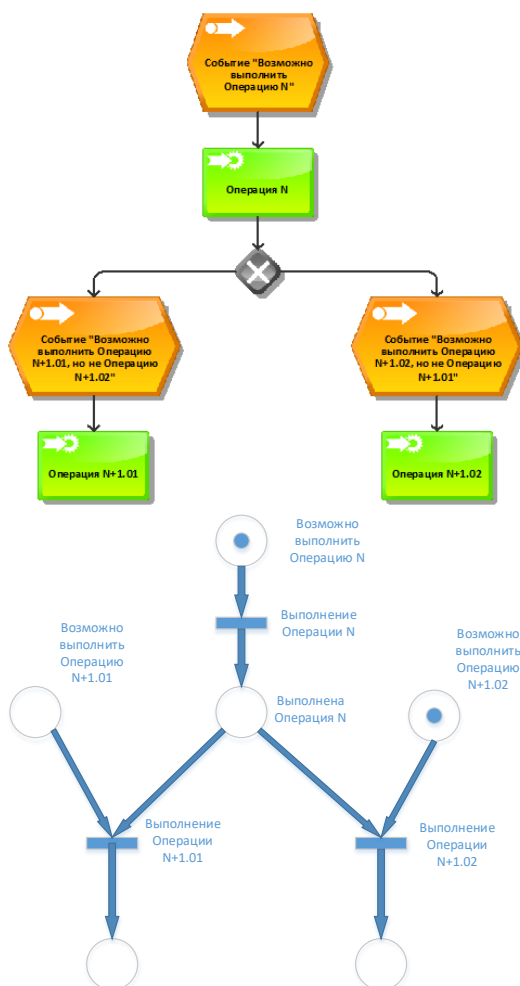 Событие "Возможно
выполнить
Операцию N"
Операция N
Событие "Возможно
выполнить Операцию
N+1.01, но не Операцию
N+1.02"
Событие "Возможно
выполнить Операцию
N+1.02, но не Операцию
N+1.01"
Операция N+1.01
Операция N+1.02
Возможно
выполнить
Операцию N
Выполнение
Операции N
Возможно
выполнить
Операцию
N+1.01
Возможно
выполнить
Операцию
N+1.02
Выполнена
Операция N
Выполнение
Операции
N+1.01
Выполнение
Операции
N+1.02